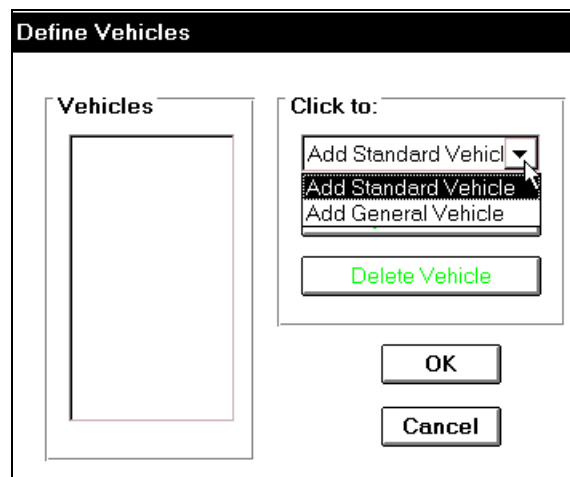 Define Vehicles
Vehicles
Click to:
Add Standard Vehicl
Add Standard Vehicle
Add General Vehicle
Delete Vehicle
OK
Cancel